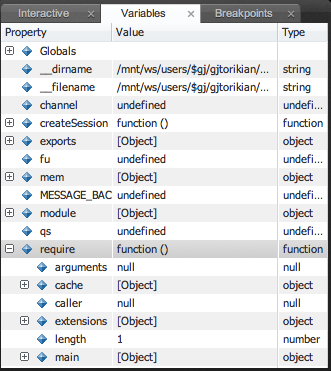 Interactive × Variables × Breakpoints ×
Property Value Type
Globals
__dirname /mnt/ws/users/$gj/gjtorikian/... string
__filename /mnt/ws/users/$gj/gjtorikian/... string
channel undefined undefi...
createSession function () function
exports [Object] object
fu undefined undefi...
mem [Object] object
MESSAGE_BAC undefined undefi...
module [Object] object
qs undefined undefi...
require function () function
arguments null null
cache [Object] object
caller null null
extensions [Object] object
length 1 number
main [Object] object